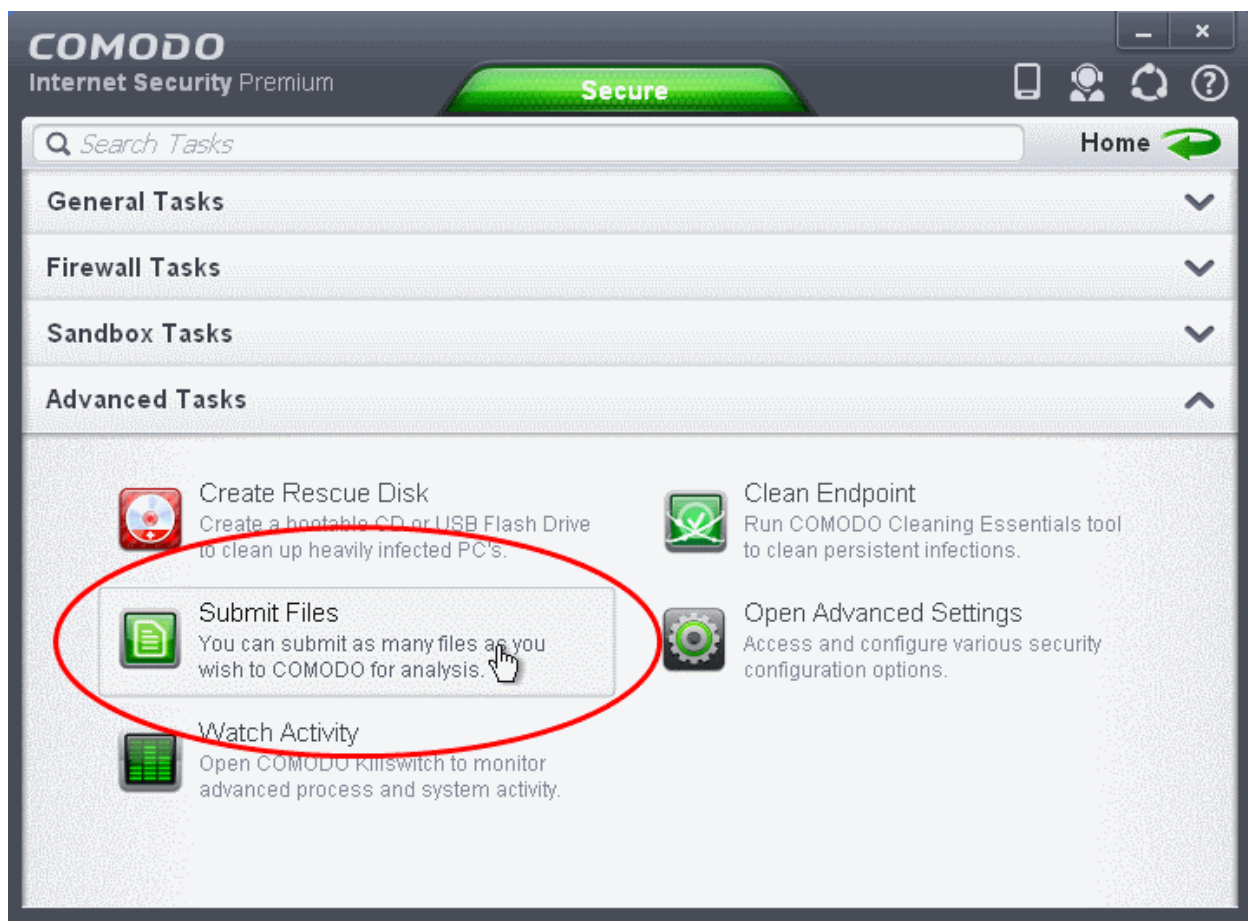 COMODO
Internet Security Premium
Secure
Search Tasks
Home
General Tasks
Firewall Tasks
Sandbox Tasks
Advanced Tasks
Create Rescue Disk
Create a bootable CD or USB Flash Drive
to clean up heavily infected PC's.
Clean Endpoint
Run COMODO Cleaning Essentials tool
to clean persistent infections.
Submit Files
You can submit as many files as you
wish to COMODO for analysis.
Open Advanced Settings
Access and configure various security
configuration options.
Watch Activity
Open COMODO Killswitch to monitor
advanced process and system activity.